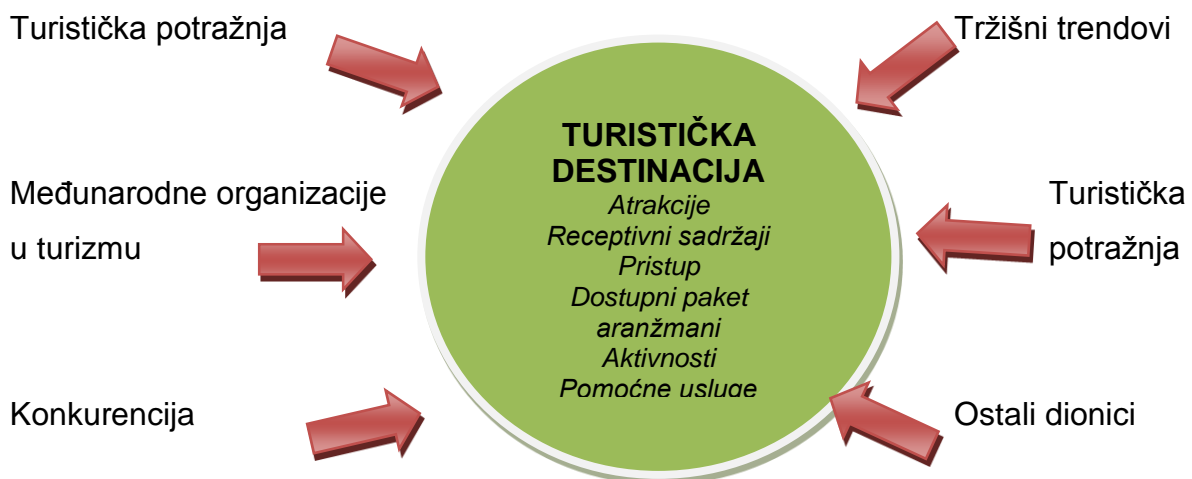 Turistička potražnja
Tržišni trendovi
TURISTIČKA
DESTINACIJA
Atrakcije
Receptivni sadržaji
Pristup
Dostupni paket
aranžmani
Aktivnosti
Pomoćne usluge
Međunarodne organizacije
u turizmu
Turistička
potražnja
Konkurencija
Ostali dionici